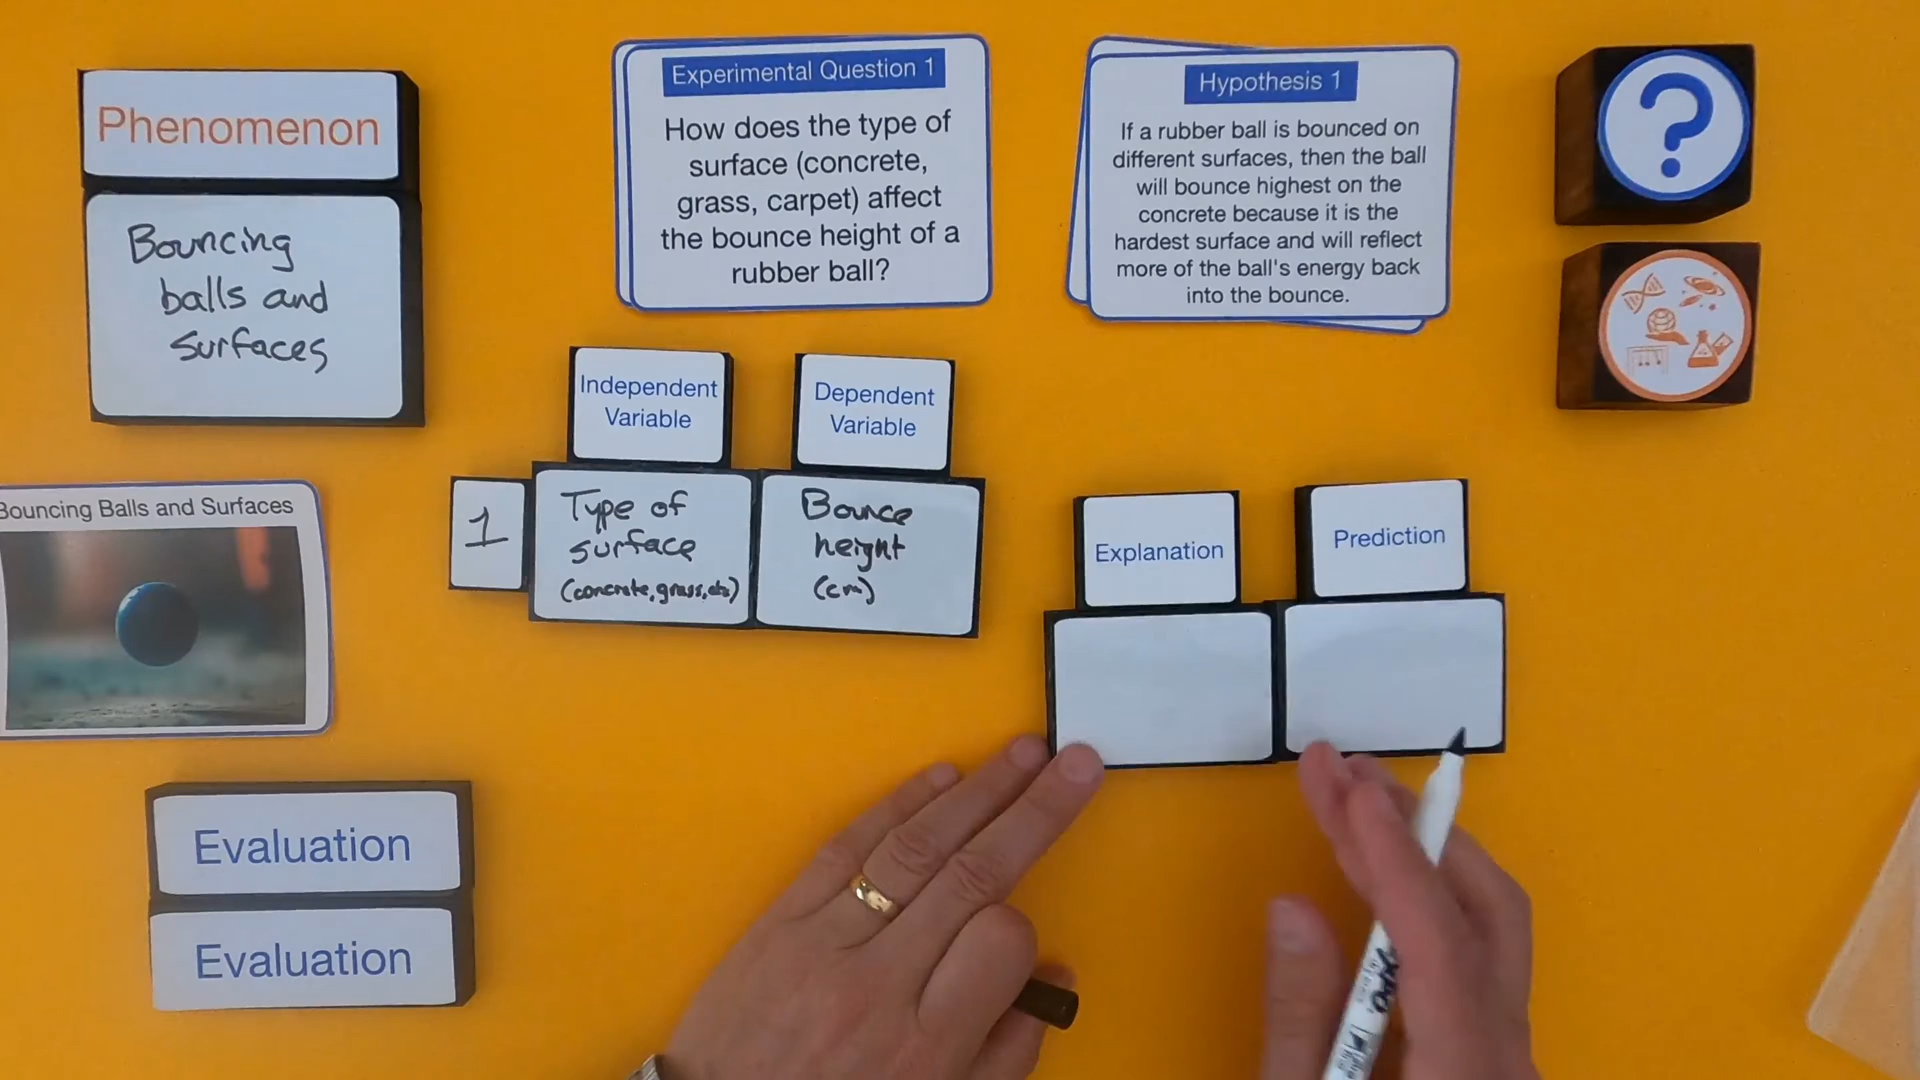 Phenomenon
Bouncing
balls and
surfaces
Experimental Question 1
How does the type of
surface (concrete,
grass, carpet) affect
the bounce height of a
rubber ball?
Hypothesis 1
If a rubber ball is bounced on
different surfaces, then the ball
will bounce highest on the
concrete because it is the
hardest surface and will reflect
more of the ball's energy back
into the bounce.
?
Independent
Variable
Dependent
Variable
1
Type of
surface
(concrete, grass, etc)
Bounce
height
(cm)
Explanation
Prediction
Bouncing Balls and Surfaces
Evaluation
Evaluation
EXPO